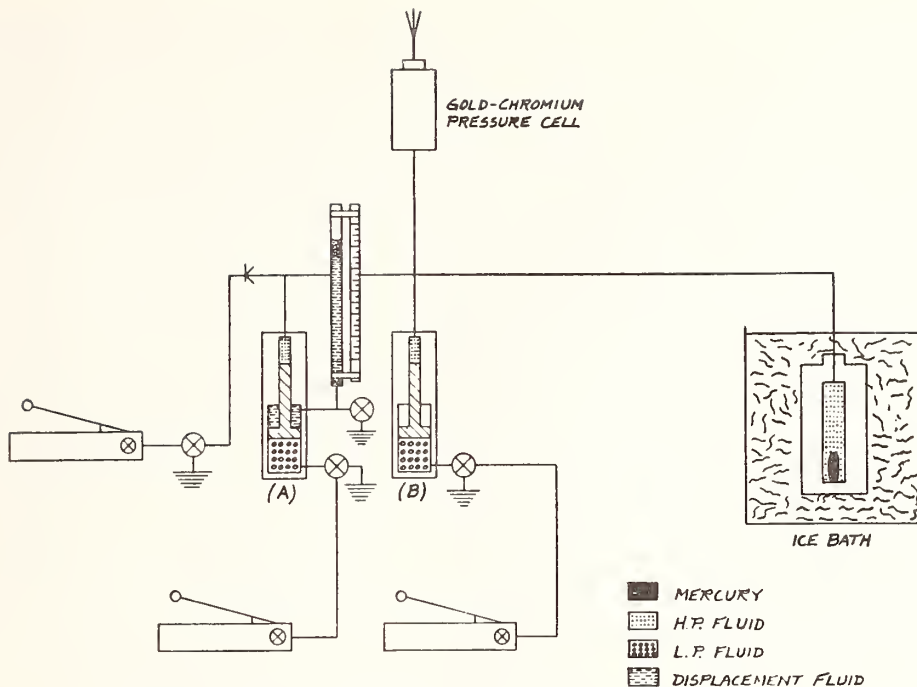 GOLD-CHROMIUM
PRESSURE CELL
(A)
(B)
ICE BATH
MERCURY
H.P. FLUID
L.P. FLUID
DISPLACEMENT FLUID